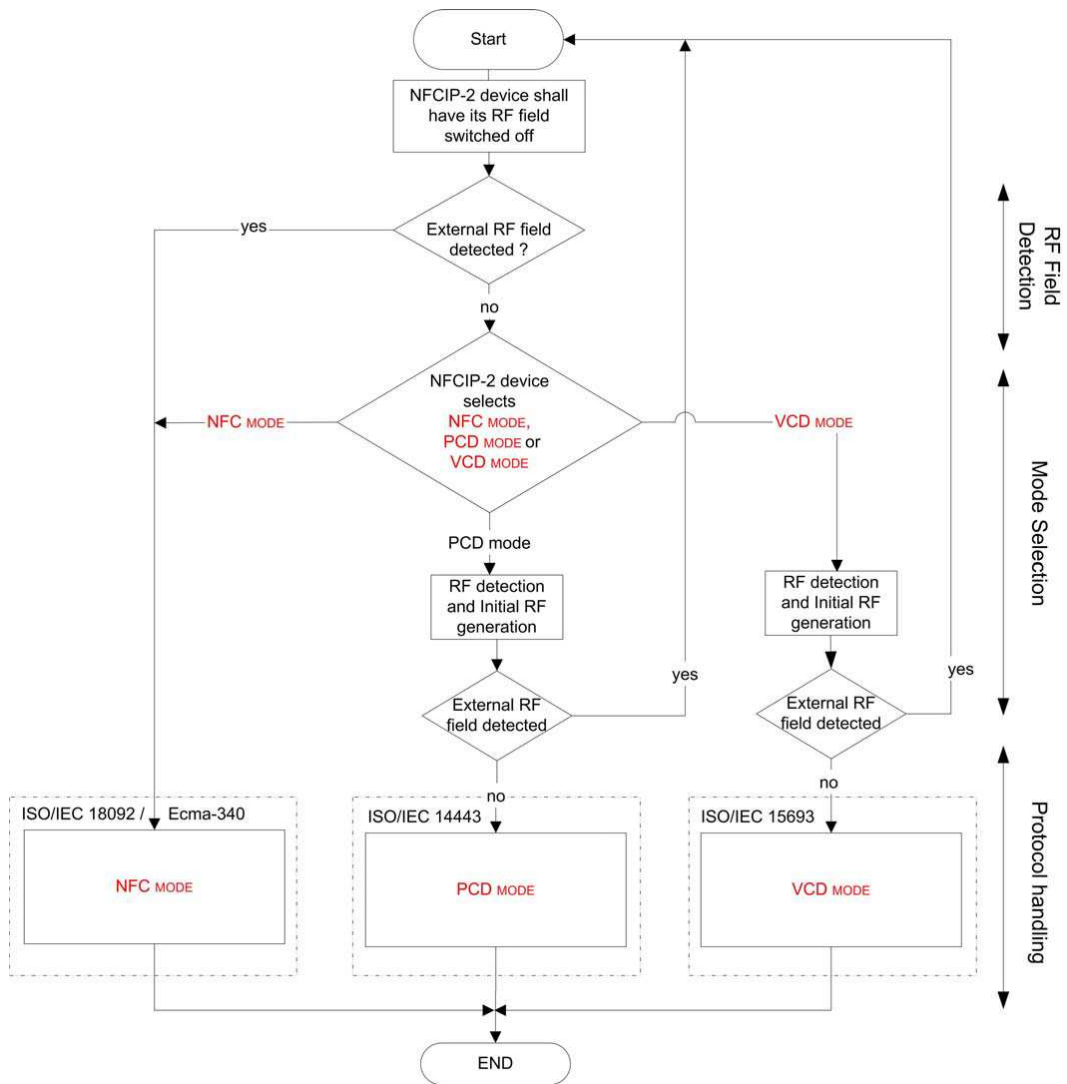 Start
NFCIP-2 device shall
have its RF field
switched off
External RF field
detected ?
yes
no
RF Field
Detection
NFCIP-2 device
selects
NFC MODE,
PCD MODE or
VCD MODE
NFC MODE
VCD MODE
PCD mode
Mode Selection
RF detection
and Initial RF
generation
RF detection
and Initial RF
generation
External RF
field detected
yes
External RF
field detected
yes
no
no
ISO/IEC 18092 / Ecma-340
NFC MODE
ISO/IEC 14443
PCD MODE
ISO/IEC 15693
VCD MODE
Protocol handling
END